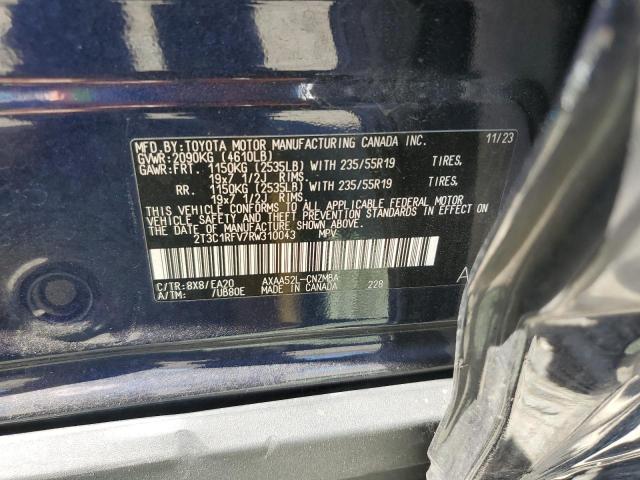 MFD.BY:TOYOTA MOTOR MANUFACTURING CANADA INC. 11/23
GVWR:2090KG (4610LB)
GAWR:FRT. 1150KG (2535LB) WITH 235/55R19 TIRES,
19x7 1/2J RIMS.
RR. 1150KG (2535LB) WITH 235/55R19 TIRES,
19x7 1/2J RIMS.
THIS VEHICLE CONFORMS TO ALL APPLICABLE FEDERAL MOTOR
VEHICLE SAFETY AND THEFT PREVENTION STANDARDS IN EFFECT ON
THE DATE OF MANUFACTURE SHOWN ABOVE.
2T3C1RFV7RW310043 MPV
C/TR:8X8/EA20 AXAA52L-CNZMBA
A/TM: /UB80E MADE IN CANADA 228
A